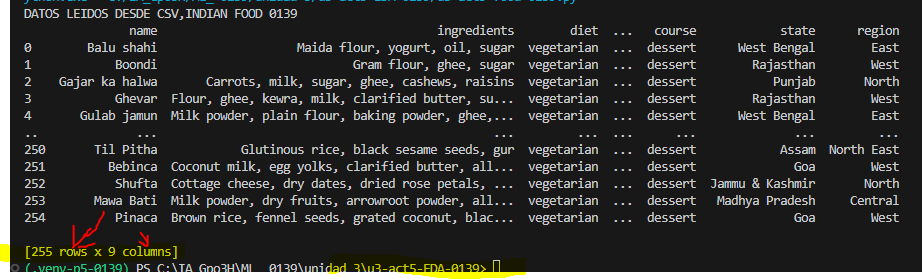 DATOS LEIDOS DESDE CSV,INDIAN FOOD 0139
name ingredients diet ... course state region
0 Balu shahi Maida flour, yogurt, oil, sugar vegetarian ... dessert West Bengal East
1 Boondi Gram flour, ghee, sugar vegetarian ... dessert Rajasthan West
2 Gajar ka halwa Carrots, milk, sugar, ghee, cashews, raisins vegetarian ... dessert Punjab North
3 Ghevar Flour, ghee, kewra, milk, clarified butter, su... vegetarian ... dessert Rajasthan West
4 Gulab jamun Milk powder, plain flour, baking powder, ghee,... vegetarian ... dessert West Bengal East
.. ... ... ... ... ... ... ...
250 Til Pitha Glutinous rice, black sesame seeds, gur vegetarian ... dessert Assam North East
251 Bebinca Coconut milk, egg yolks, clarified butter, all... vegetarian ... dessert Goa West
252 Shufta Cottage cheese, dry dates, dried rose petals, ... vegetarian ... dessert Jammu & Kashmir North
253 Mawa Bati Milk powder, dry fruits, arrowroot powder, all... vegetarian ... dessert Madhya Pradesh Central
254 Pinaca Brown rice, fennel seeds, grated coconut, blac... vegetarian ... dessert Goa West
[255 rows x 9 columns]
(.venv-n5-0139) PS C:\IA_Gpo3H\ML_0139\unidad_3\u3-act5-EDA-0139>